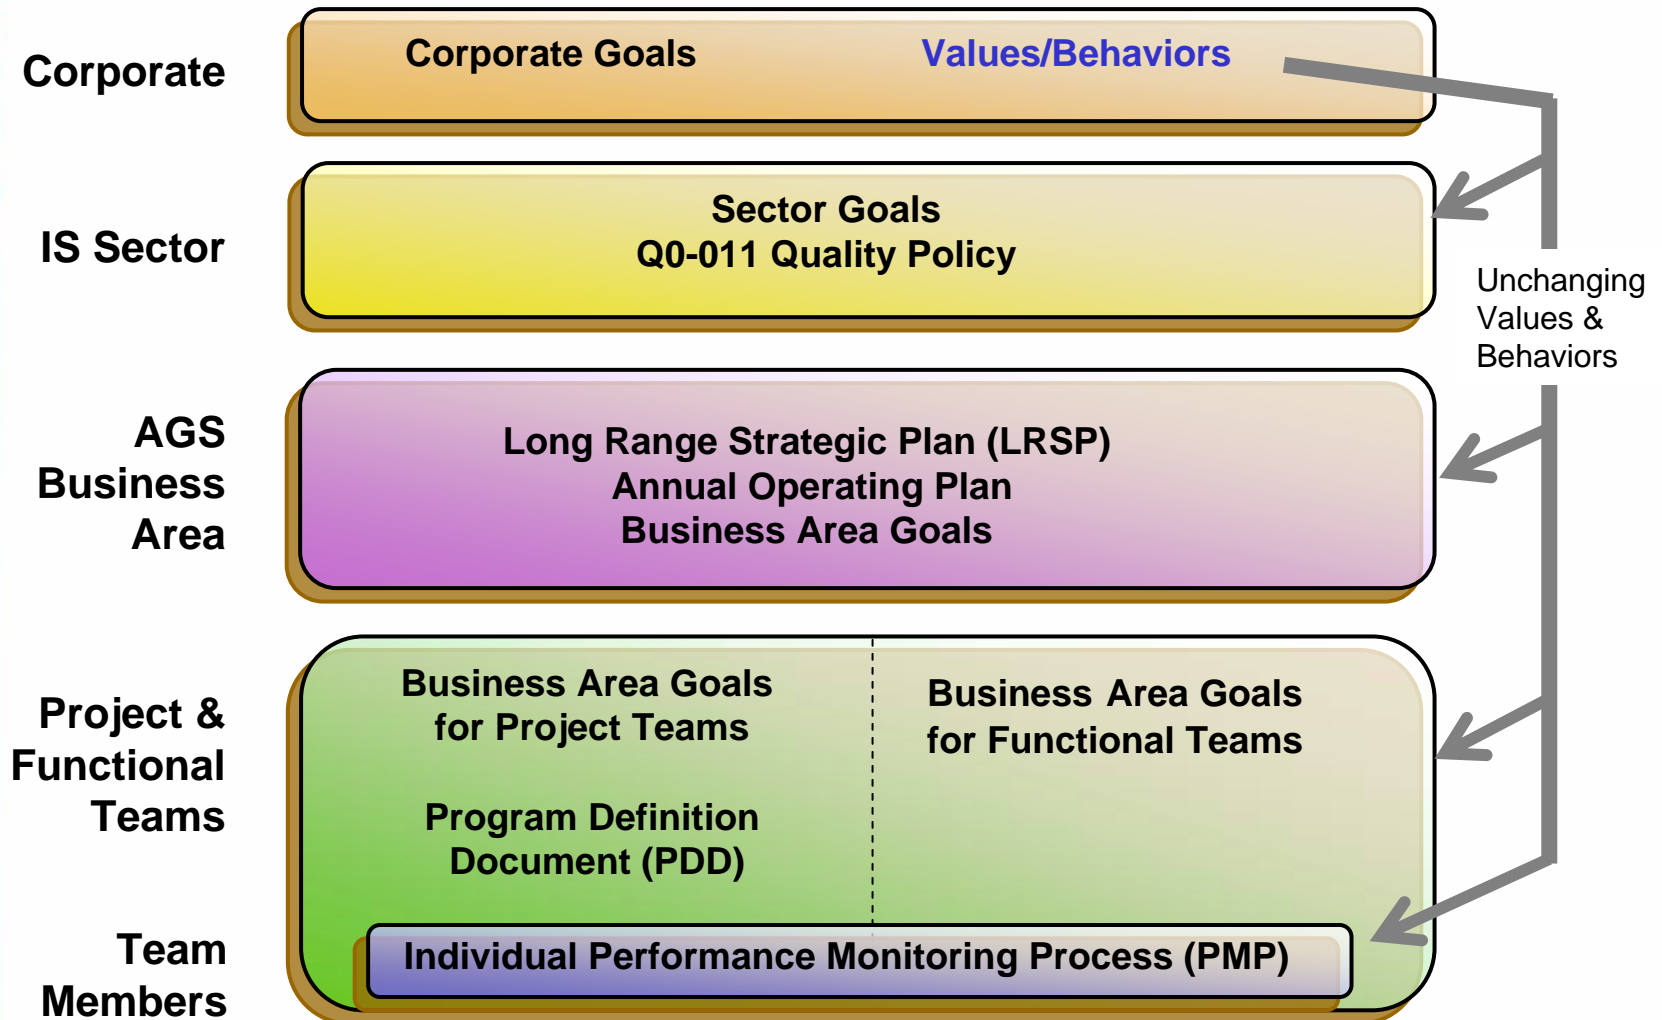 Corporate
Corporate Goals
Values/Behaviors
IS Sector
Sector Goals
Q0-011 Quality Policy
Unchanging
Values &
Behaviors
AGS
Business
Area
Long Range Strategic Plan (LRSP)
Annual Operating Plan
Business Area Goals
Project &
Functional
Teams
Business Area Goals
for Project Teams
Program Definition
Document (PDD)
Business Area Goals
for Functional Teams
Team
Members
Individual Performance Monitoring Process (PMP)